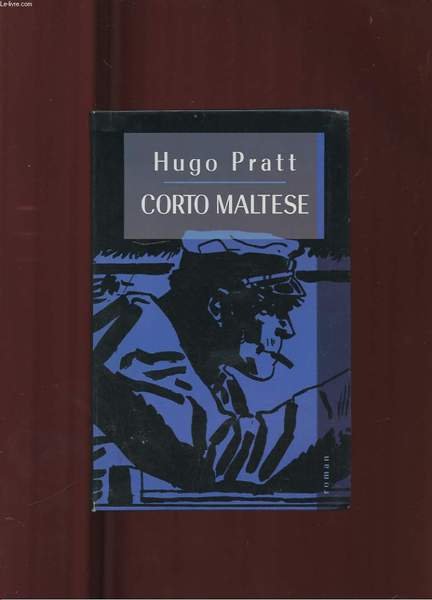 Le-livre.com
Hugo Pratt
CORTO MALTESE
roman